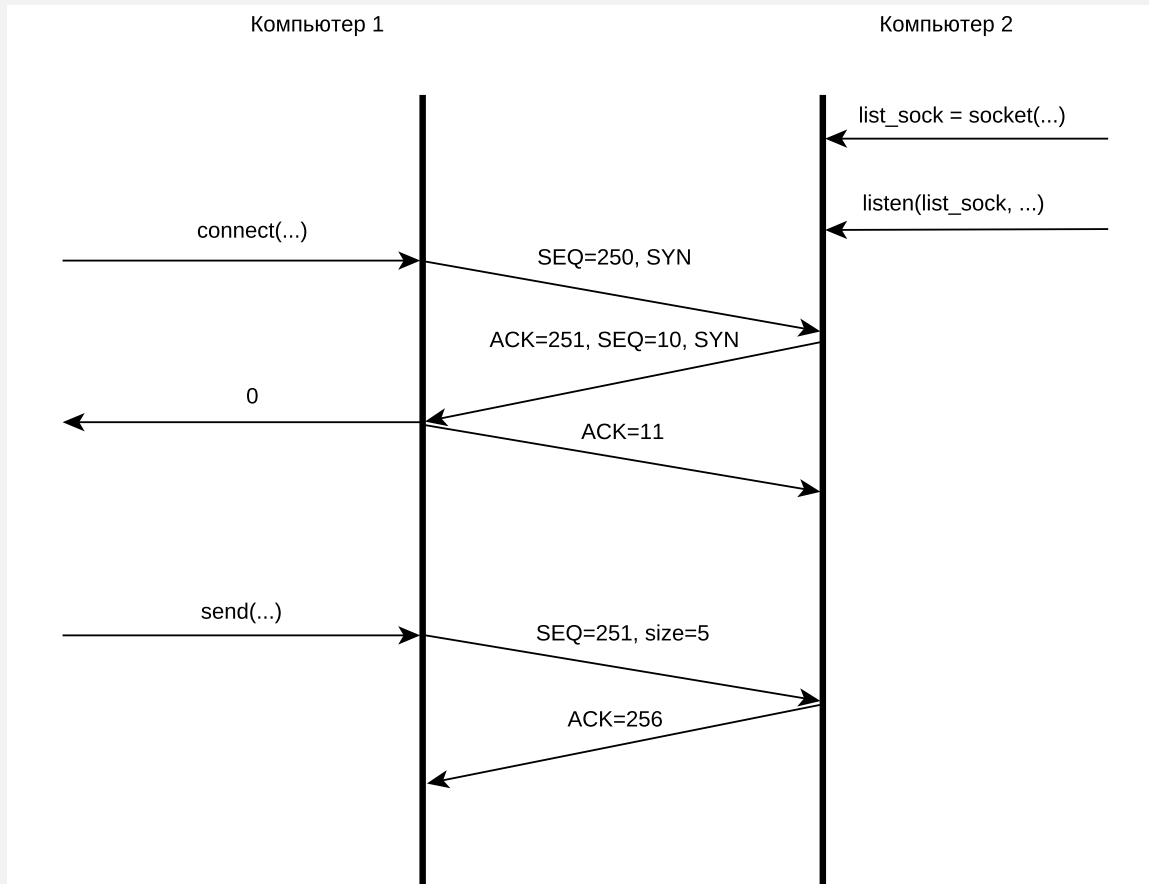 Компьютер 1
Компьютер 2
list_sock = socket(...)
listen(list_sock, ...)
connect(...)
SEQ=250, SYN
ACK=251, SEQ=10, SYN
0
ACK=11
send(...)
SEQ=251, size=5
ACK=256